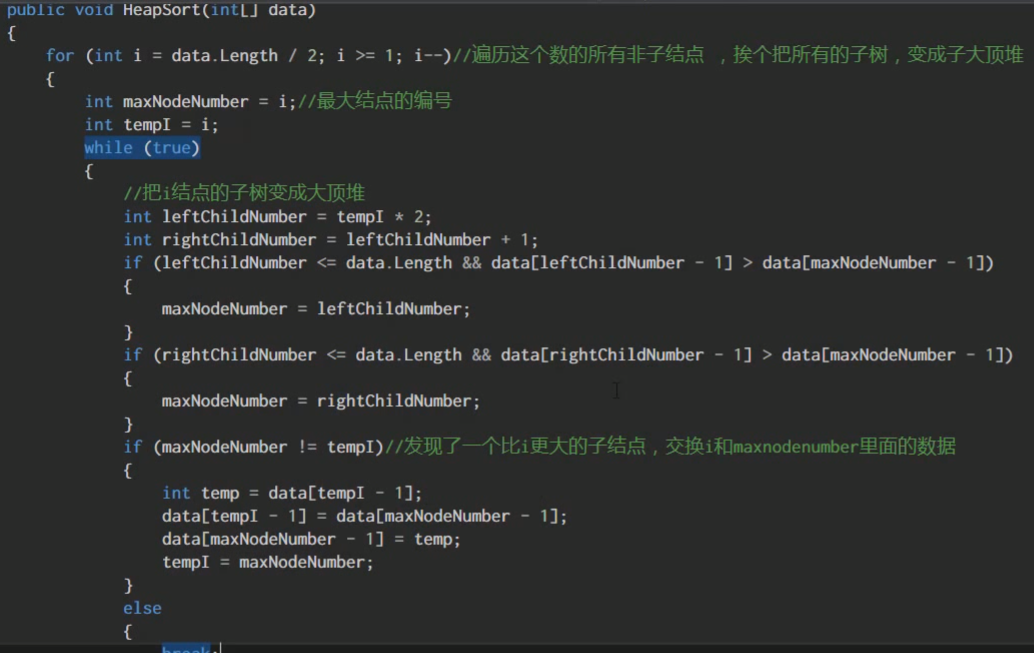 public void HeapSort(int[] data)
{
for (int i = data.Length / 2; i >= 1; i--)//遍历这个数的所有非子结点 ，挨个把所有的子树，变成子大顶堆
{
int maxNodeNumber = i;//最大结点的编号
int tempI = i;
while (true)
{
//把i结点的子树变成大顶堆
int leftChildNumber = tempI * 2;
int rightChildNumber = leftChildNumber + 1;
if (leftChildNumber <= data.Length && data[leftChildNumber - 1] > data[maxNodeNumber - 1])
{
maxNodeNumber = leftChildNumber;
}
if (rightChildNumber <= data.Length && data[rightChildNumber - 1] > data[maxNodeNumber - 1])
{
maxNodeNumber = rightChildNumber;
}
if (maxNodeNumber != tempI)//发现了一个比i更大的子结点，交换i和maxnodenumber里面的数据
{
int temp = data[tempI - 1];
data[tempI - 1] = data[maxNodeNumber - 1];
data[maxNodeNumber - 1] = temp;
tempI = maxNodeNumber;
}
else
{
break;